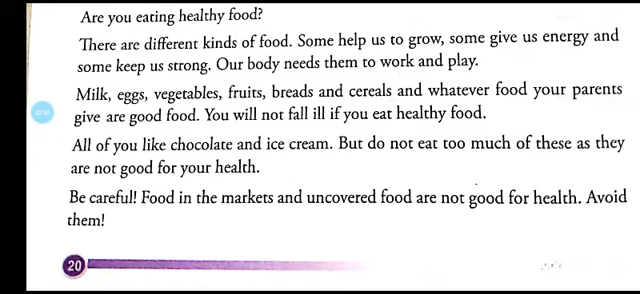 Are you eating healthy food?
There are different kinds of food. Some help us to grow, some give us energy and
some keep us strong. Our body needs them to work and play.
Milk, eggs, vegetables, fruits, breads and cereals and whatever food your parents
give are good food. You will not fall ill if you eat healthy food.
All of you like chocolate and ice cream. But do not eat too much of these as they
are not good for your health.
Be careful! Food in the markets and uncovered food are not good for health. Avoid
them!
20